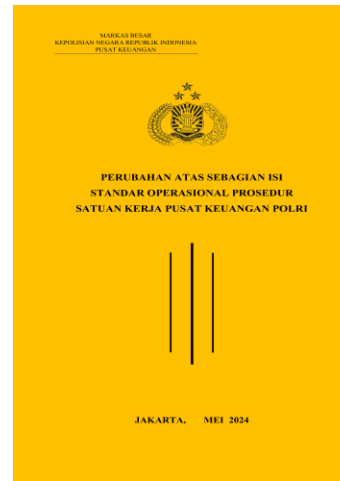 MARKAS BESAR
KEPOLISIAN NEGARA REPUBLIK INDONESIA
PUSAT KEUANGAN
PERUBAHAN ATAS SEBAGIAN ISI
STANDAR OPERASIONAL PROSEDUR
SATUAN KERJA PUSAT KEUANGAN POLRI
JAKARTA, MEI 2024